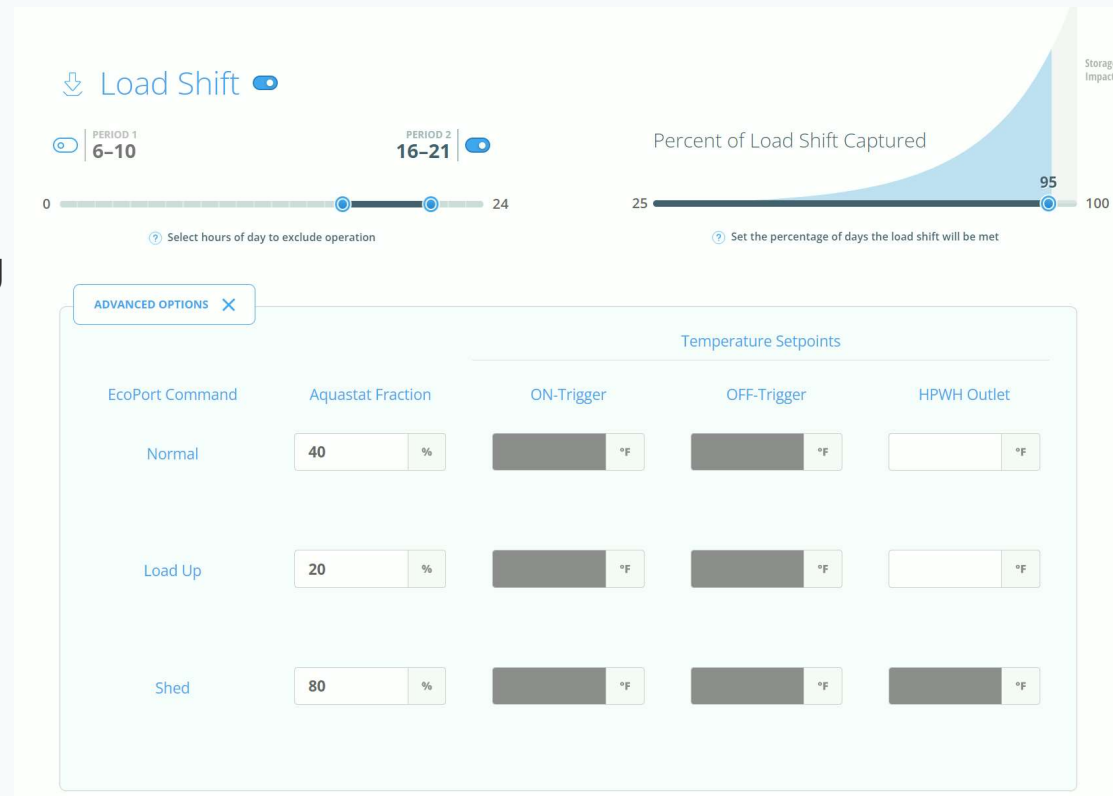 Load Shift
PERIOD 1
6–10
PERIOD 2
16–21
0
24
Select hours of day to exclude operation
Storage
Impact
Percent of Load Shift Captured
95
25
100
Set the percentage of days the load shift will be met
ADVANCED OPTIONS
Temperature Setpoints
EcoPort Command
Aquastat Fraction
ON-Trigger
OFF-Trigger
HPWH Outlet
Normal
40 %
°F
°F
°F
Load Up
20 %
°F
°F
°F
Shed
80 %
°F
°F
°F